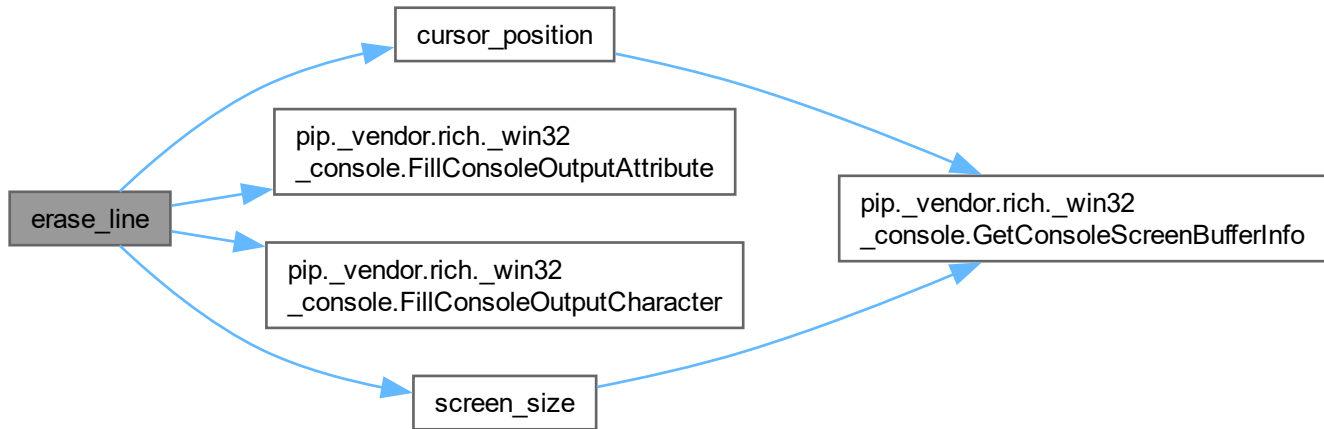 cursor_position
pip._vendor.rich._win32
_console.FillConsoleOutputAttribute
erase_line
pip._vendor.rich._win32
_console.GetConsoleScreenBufferInfo
pip._vendor.rich._win32
_console.FillConsoleOutputCharacter
screen_size